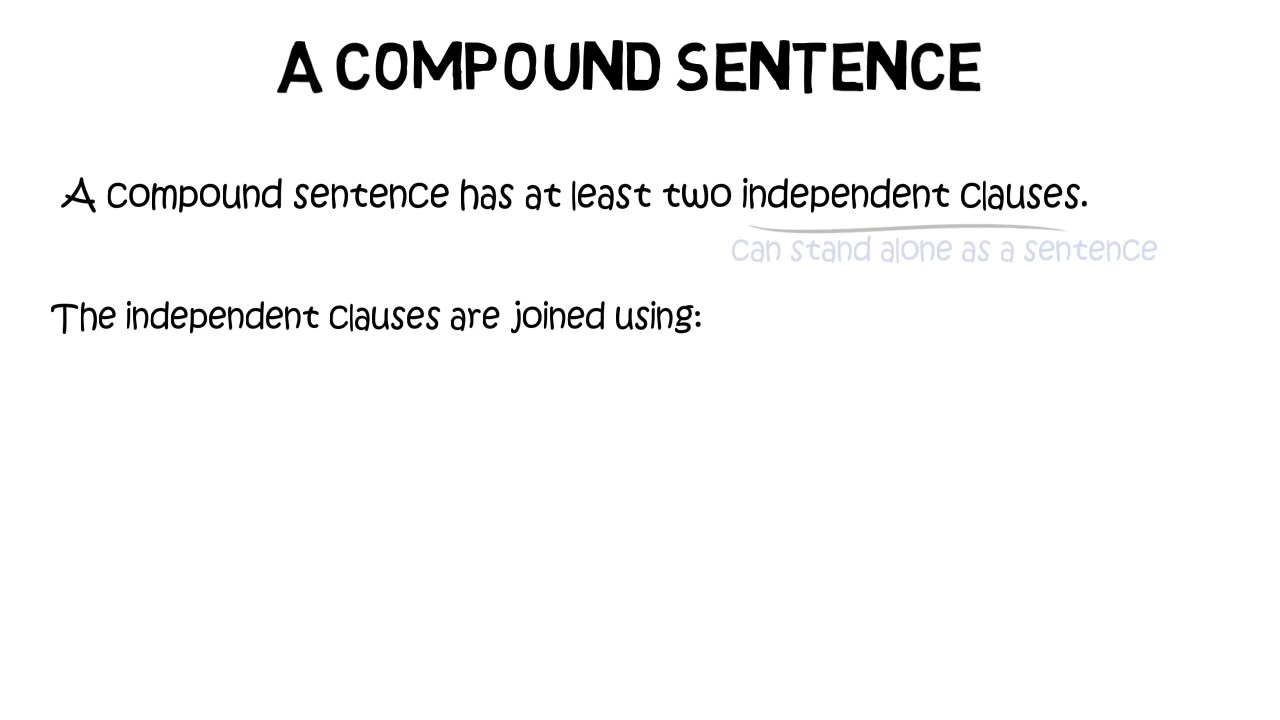 A COMPOUND SENTENCE
A compound sentence has at least two independent clauses.
can stand alone as a sentence
The independent clauses are joined using: